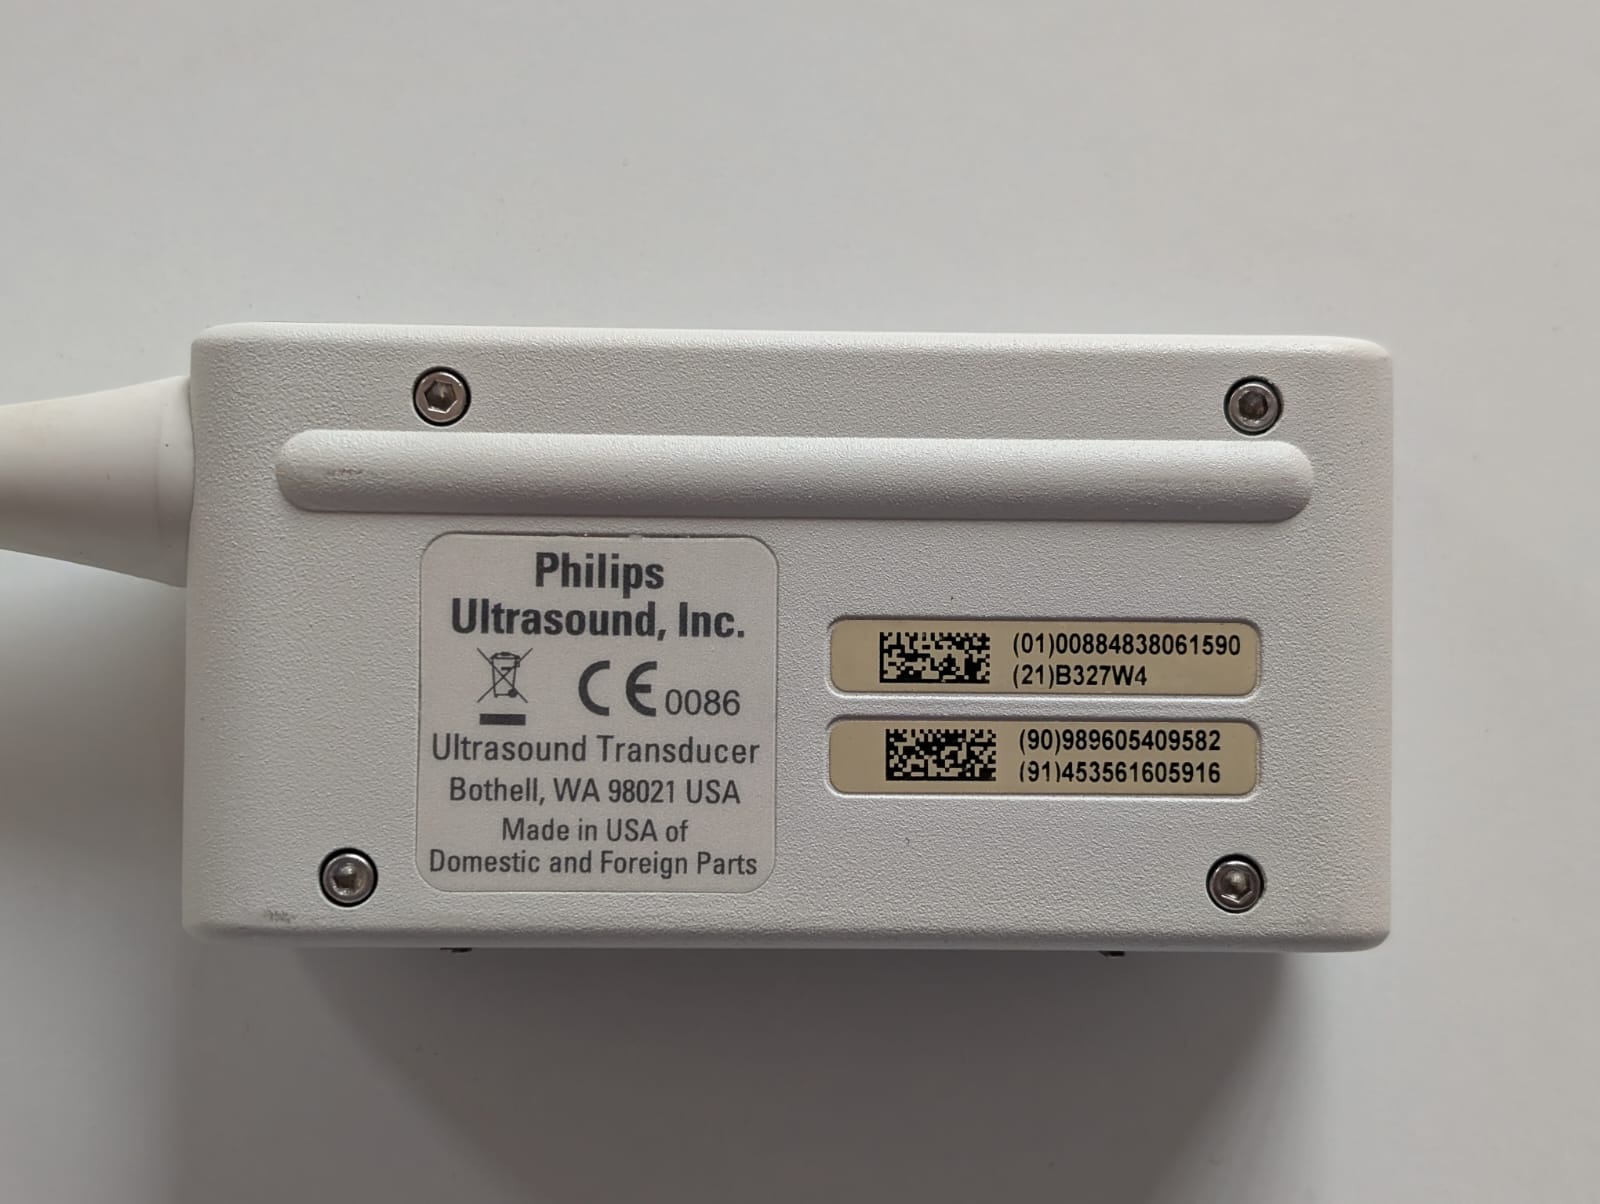 Philips
Ultrasound, Inc.
CE 0086
Ultrasound Transducer
Bothell, WA 98021 USA
Made in USA of
Domestic and Foreign Parts
(01)00884838061590
(21)B327W4
(90)989605409582
(91)453561605916